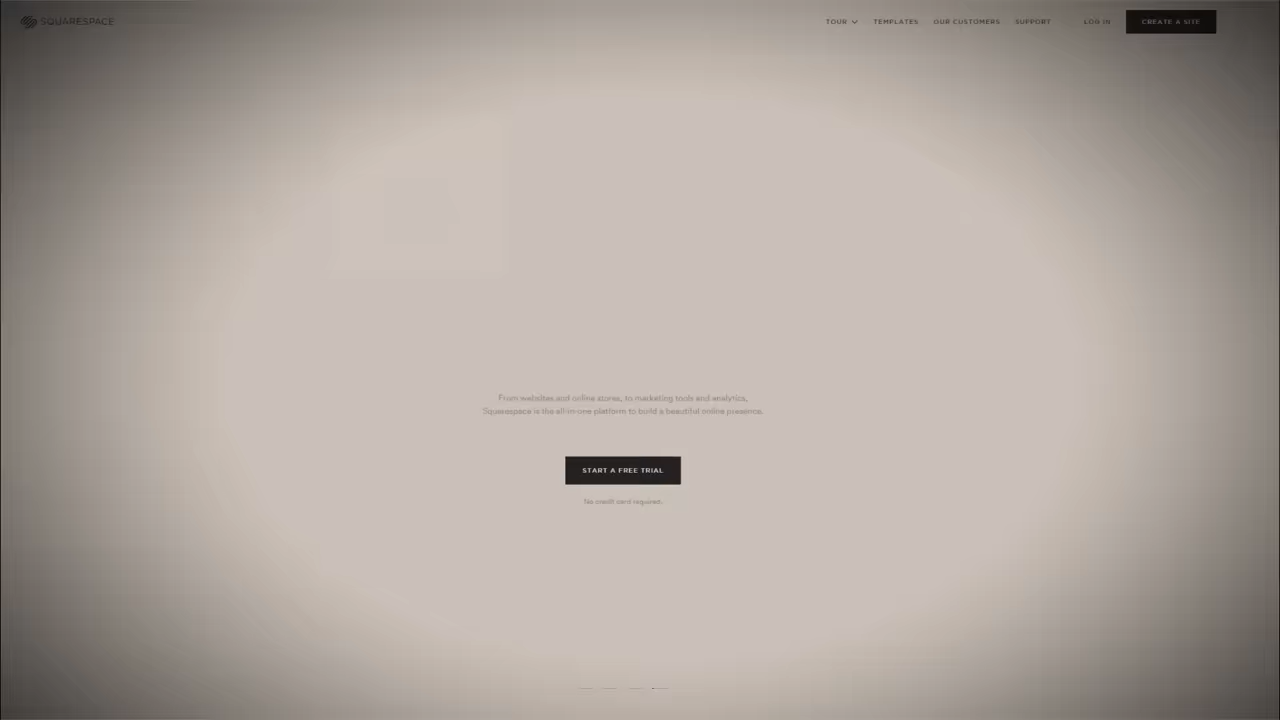 SQUARESPACE
TOUR
TEMPLATES
OUR CUSTOMERS
SUPPORT
LOG IN
CREATE A SITE
From websites and online stores, to marketing tools and analytics,
Squarespace is the all-in-one platform to build a beautiful online presence.
START A FREE TRIAL
No credit card required.